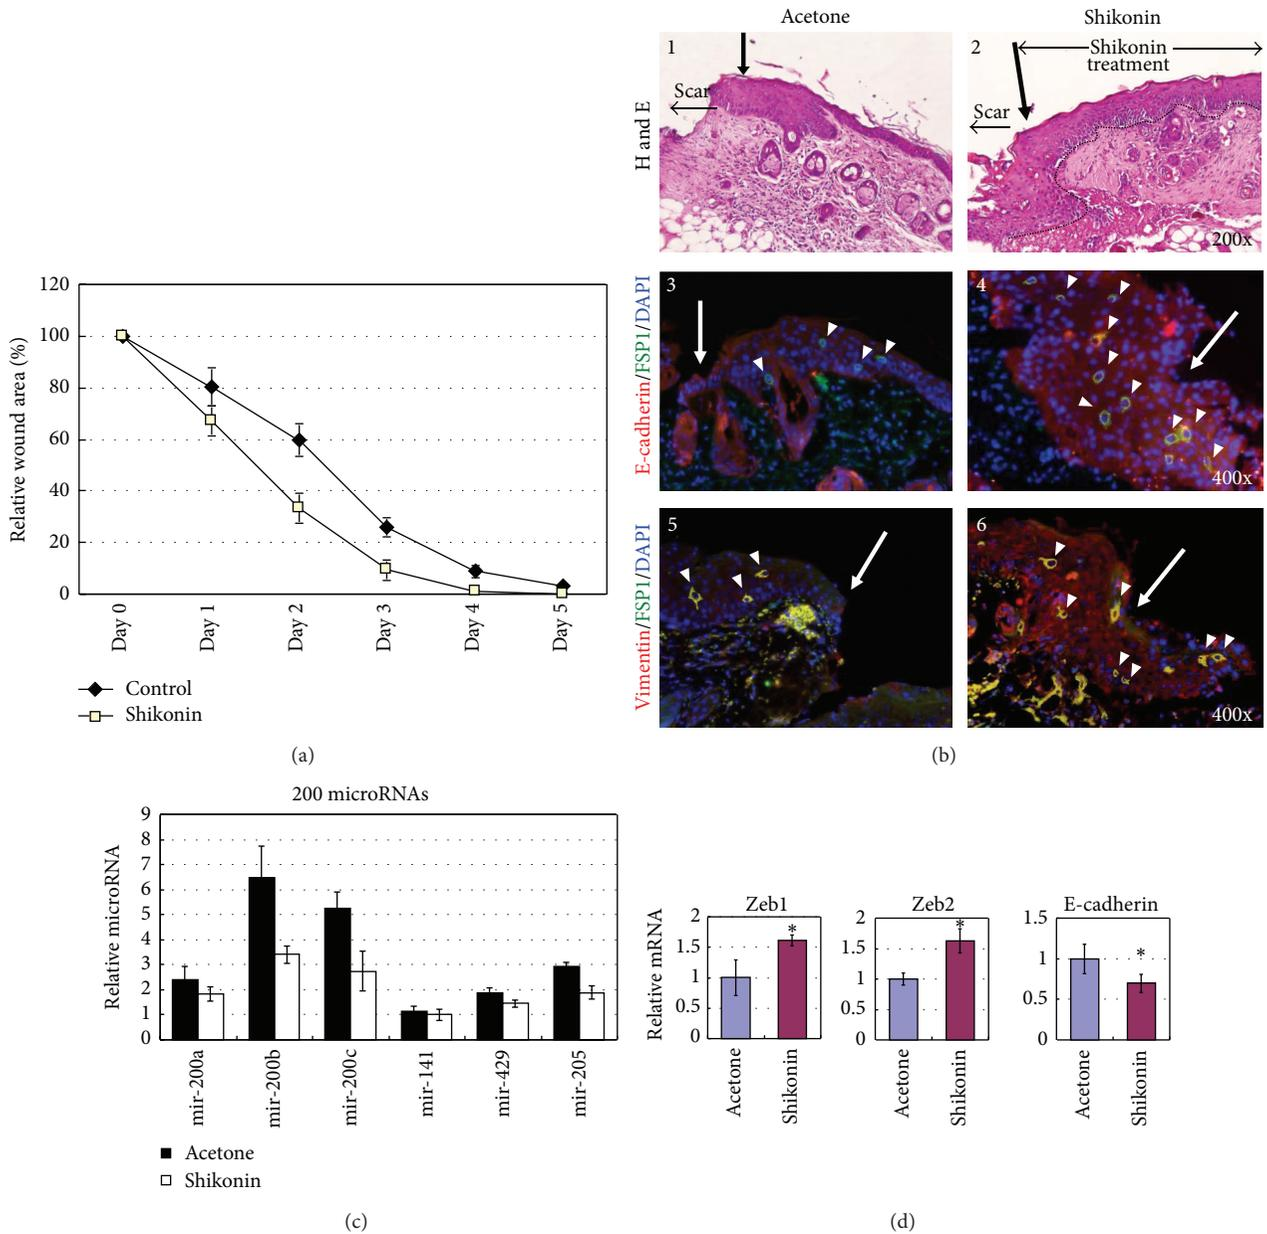 120
100
80
60
40
20
0
Relative wound area (%)
Day 0
Day 1
Day 2
Day 3
Day 4
Day 5
Control
Shikonin
(a)
Acetone
Shikonin
H and E
1
Scar
2
Shikonin
treatment
Scar
200x
E-cadherin/FSP1/DAPI
3
4
400x
Vimentin/FSP1/DAPI
5
6
400x
(b)
200 microRNAs
9
8
7
6
5
4
3
2
1
0
Relative microRNA
mir-200a
mir-200b
mir-200c
mir-141
mir-429
mir-205
Acetone
Shikonin
(c)
Relative mRNA
Zeb1
2
1.5
1
0.5
0
*
Acetone
Shikonin
Zeb2
2
1.5
1
0.5
0
*
Acetone
Shikonin
E-cadherin
1.5
1
0.5
0
*
Acetone
Shikonin
(d)